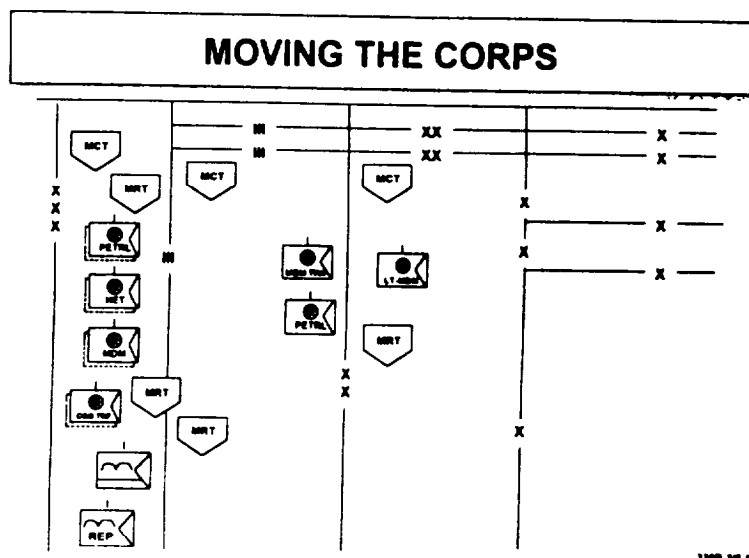 MOVING THE CORPS
III XX X
III XX X
MCT
MCT
MCT
MRT
X
X
X
X
X
PETRL
III
X
MDM TRK
LT-MDM
X
HET
PETRL
MDM
MRT
X
X
MRT
X
MRT
REP